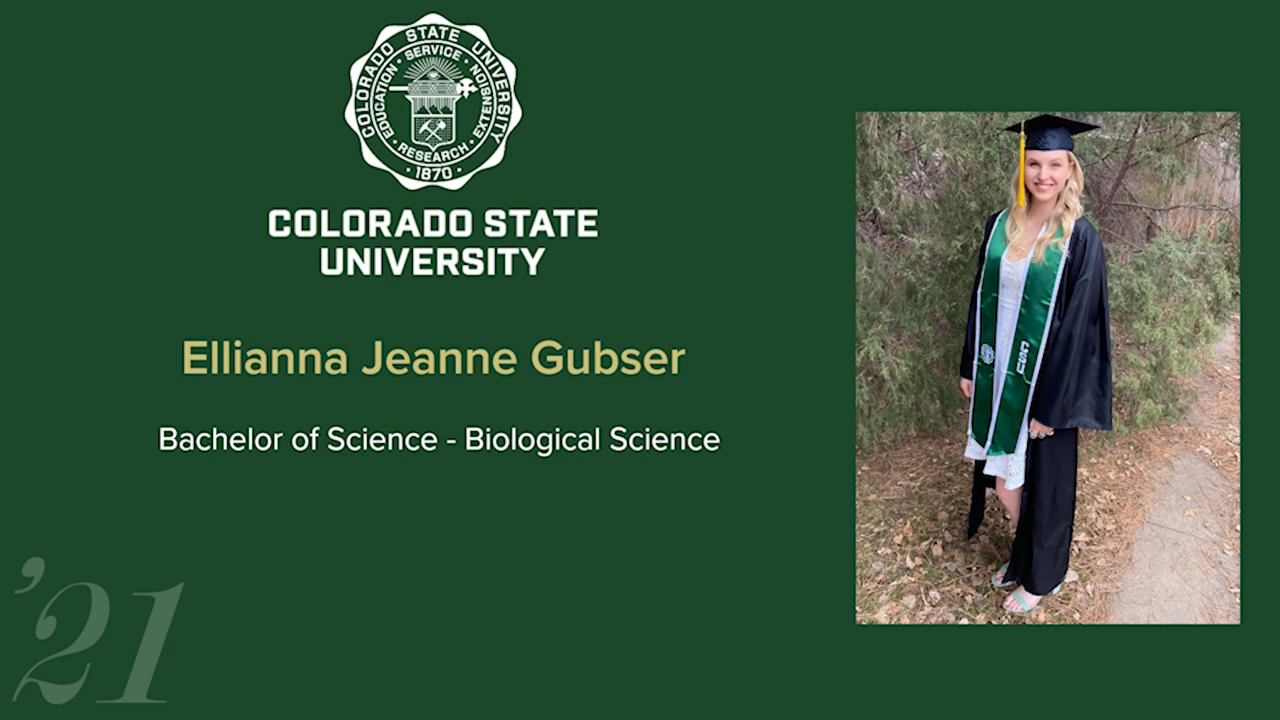 COLORADO STATE UNIVERSITY
EDUCATION • SERVICE • EXTENSION
• RESEARCH •
• 1870 •
COLORADO STATE
UNIVERSITY
Ellianna Jeanne Gubser
Bachelor of Science - Biological Science
CSU
’21